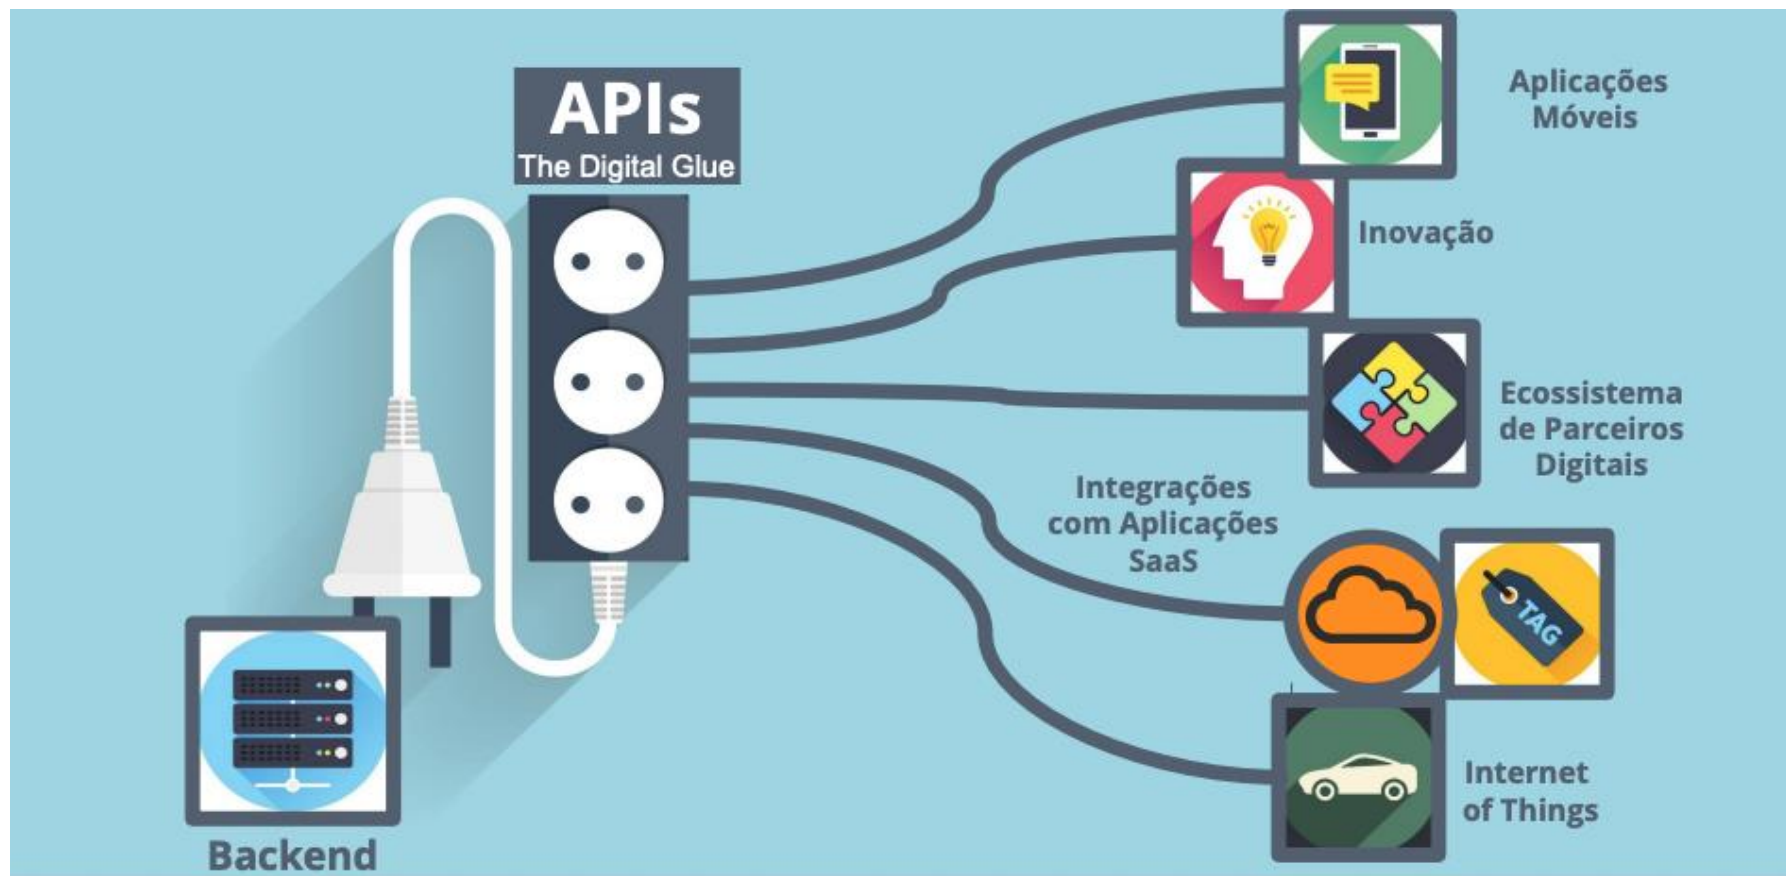 APIs
The Digital Glue
Aplicações
Móveis
Inovação
Ecossistema
de Parceiros
Digitais
Integrações
com Aplicações
SaaS
TAG
Internet
of Things
Backend